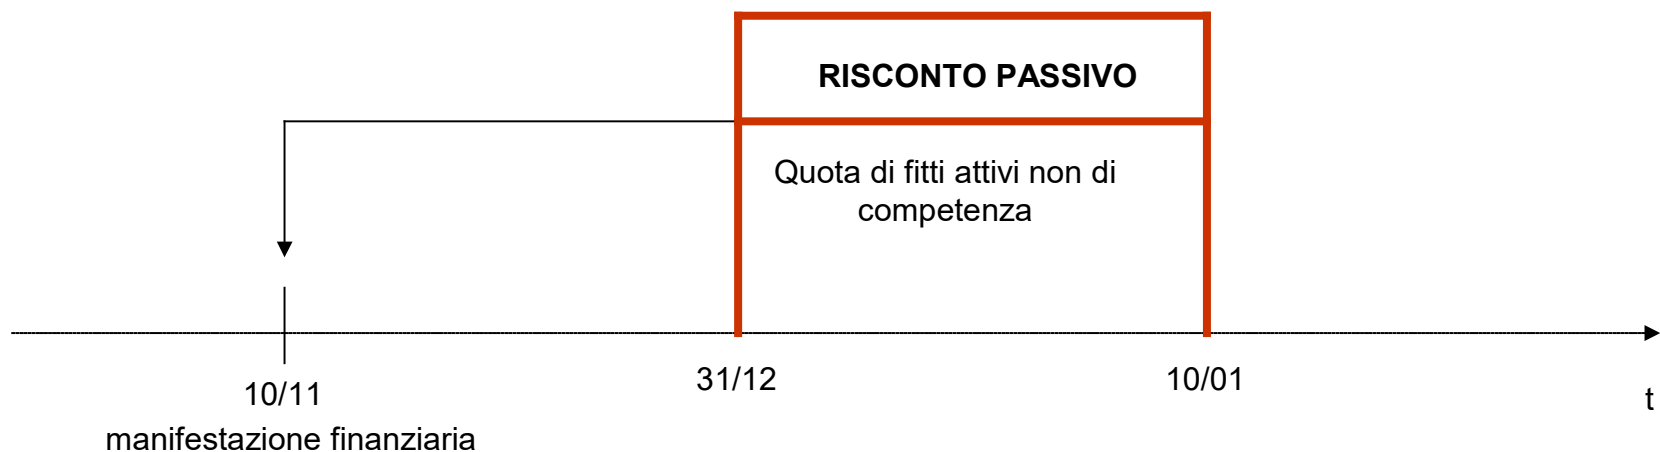 RISCONTO PASSIVO
Quota di fitti attivi non di
competenza
10/11
31/12
10/01
t
manifestazione finanziaria